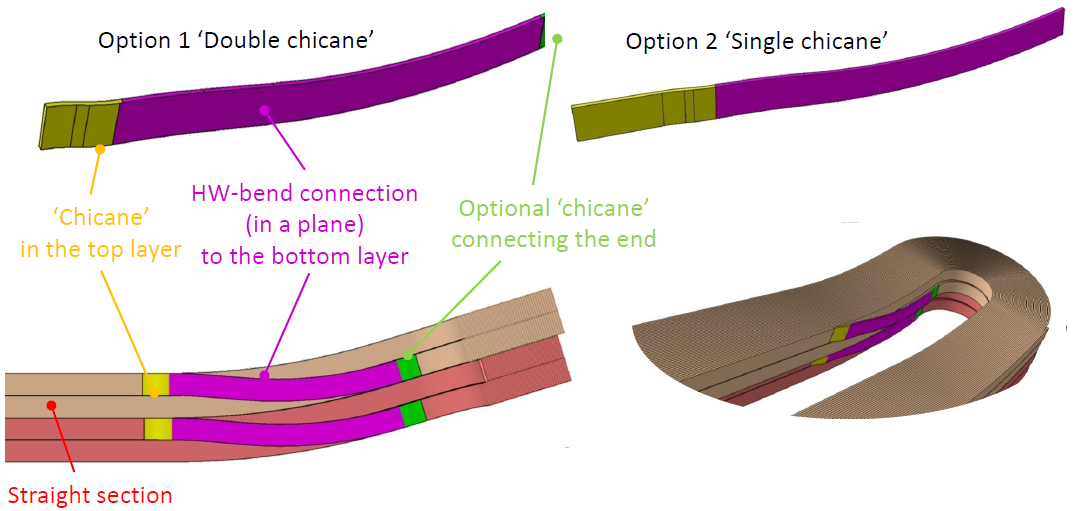 Option 1 ‘Double chicane’
Option 2 ‘Single chicane’
‘Chicane’
in the top layer
HW-bend connection
(in a plane)
to the bottom layer
Optional ‘chicane’
connecting the end
Straight section